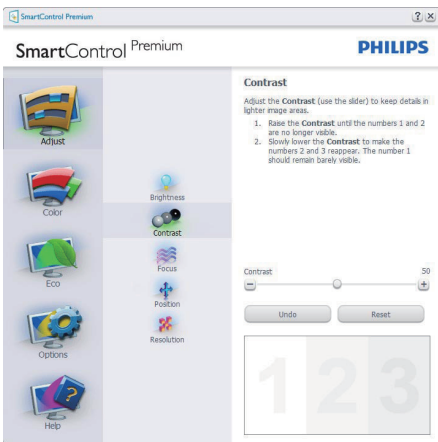 SmartControl Premium
? ×
SmartControl Premium
PHILIPS
Adjust
Color
Eco
Options
Help
Brightness
Contrast
Focus
Position
Resolution
Contrast
Adjust the Contrast (use the slider) to keep details in
lighter image areas.
1. Raise the Contrast until the numbers 1 and 2
are no longer visible.
2. Slowly lower the Contrast to make the
numbers 2 and 3 reappear. The number 1
should remain barely visible.
Contrast 50
Undo Reset
1 2 3